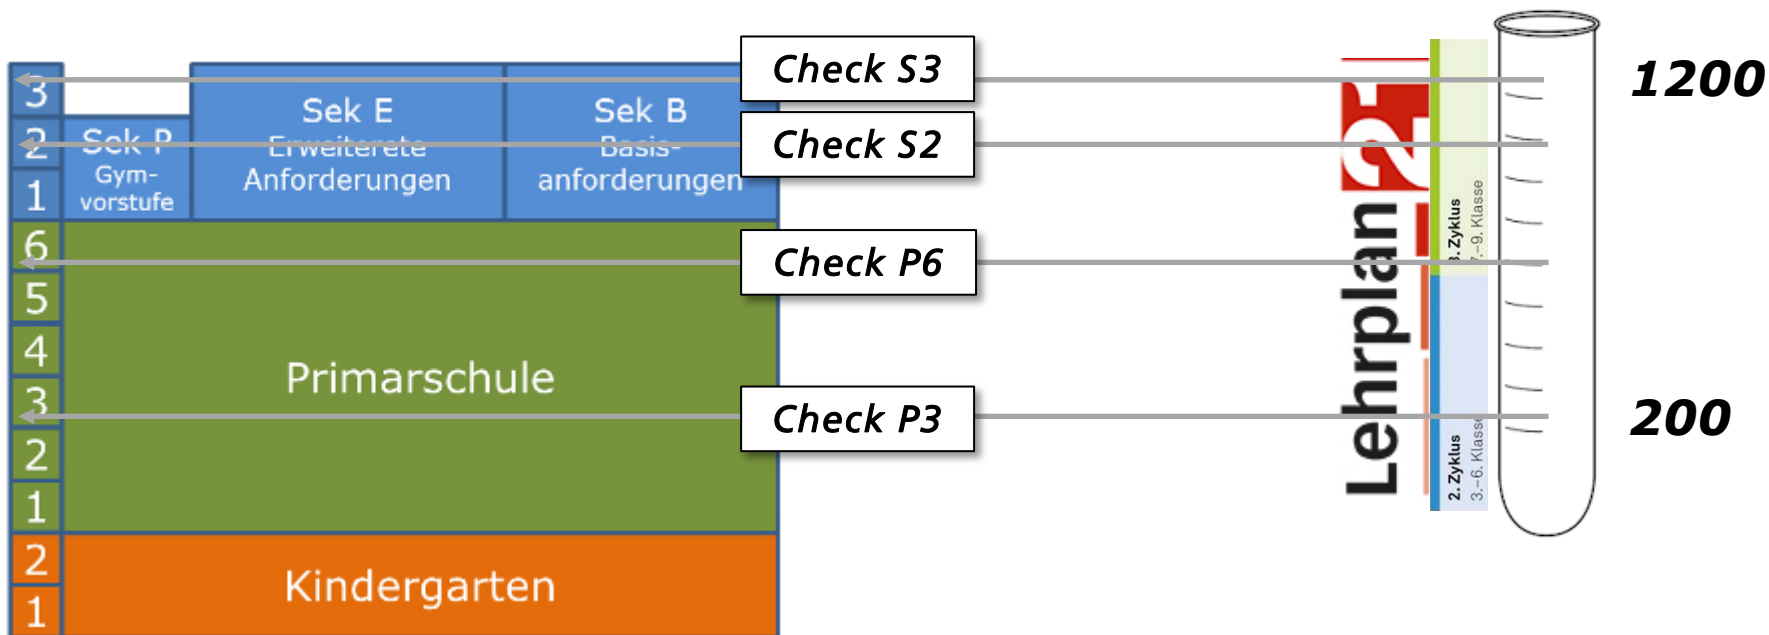 3
2
1
6
5
4
3
2
1
2
1
Sek P
Gym-
vorstufe
Sek E
Erweiterete
Anforderungen
Sek B
Basis-
anforderungen
Primarschule
Kindergarten
Check S3
Check S2
Check P6
Check P3
Lehrplan 21
3. Zyklus
7.–9. Klasse
2. Zyklus
3.–6. Klasse
1200
200